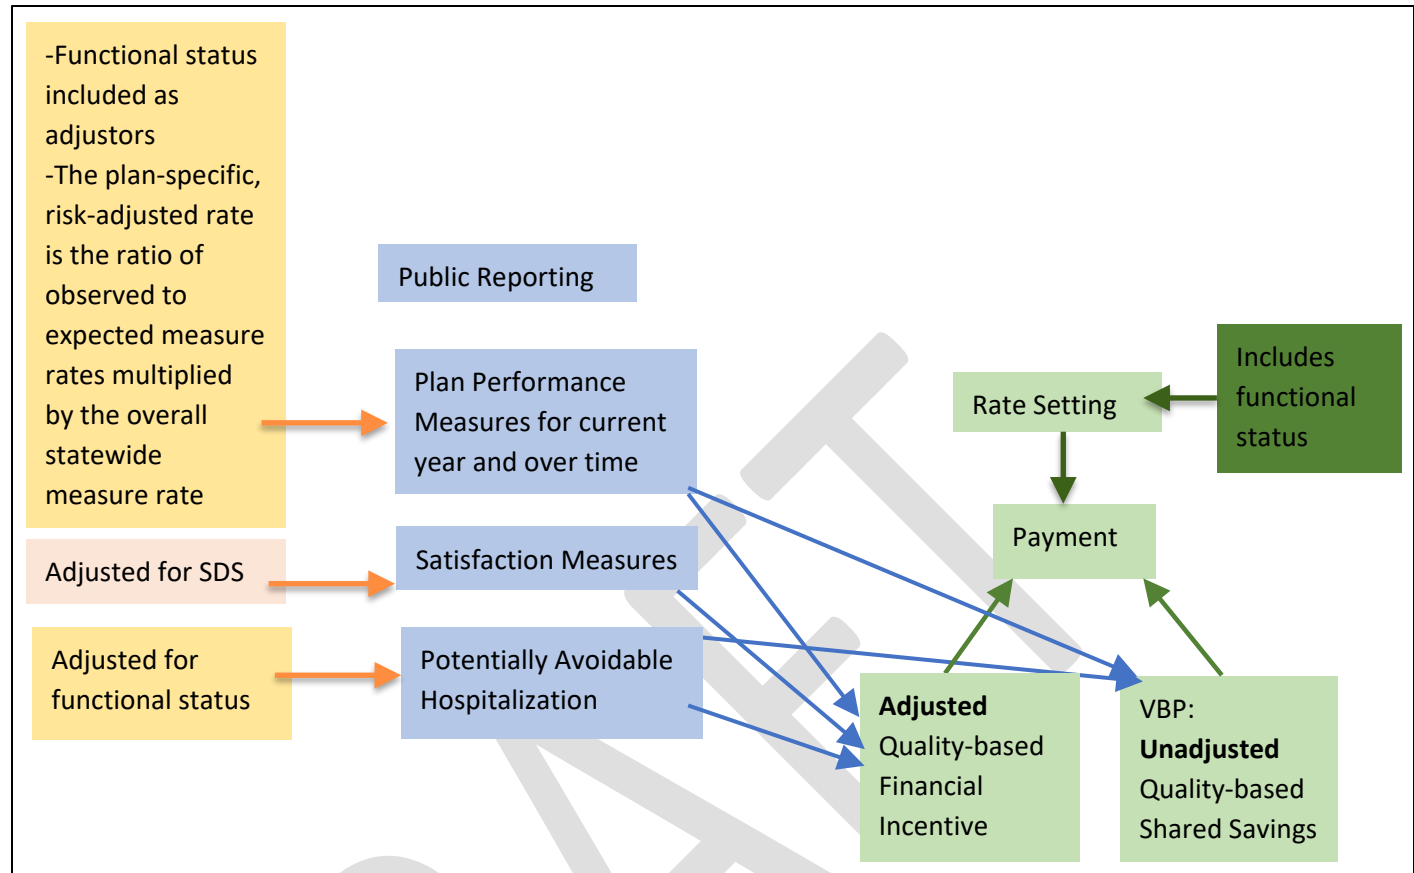 -Functional status
included as
adjustors
-The plan-specific,
risk-adjusted rate
is the ratio of
observed to
expected measure
rates multiplied
by the overall
statewide
measure rate
Public Reporting
Plan Performance
Measures for current
year and over time
Includes
functional
status
Rate Setting
Payment
Adjusted for SDS
Satisfaction Measures
Adjusted for
functional status
Potentially Avoidable
Hospitalization
Adjusted
Quality-based
Financial
Incentive
VBP:
Unadjusted
Quality-based
Shared Savings